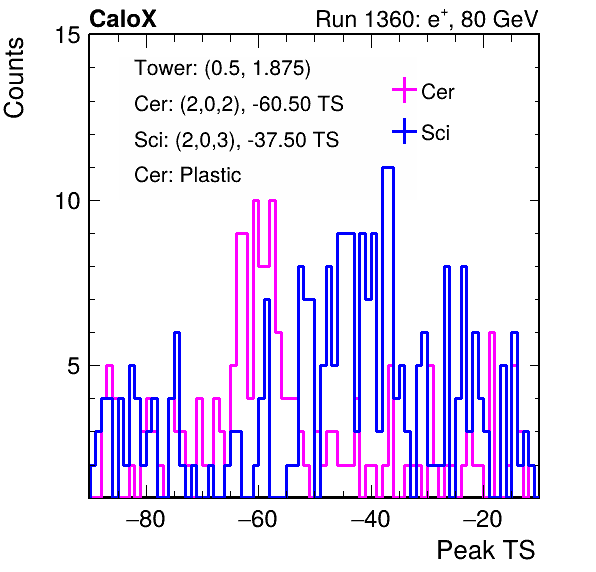 CaloX Run 1360: e⁺, 80 GeV
Counts
15
Tower: (0.5, 1.875)
Cer: (2,0,2), -60.50 TS
Sci: (2,0,3), -37.50 TS
Cer: Plastic
Cer
Sci
10
5
−80 −60 −40 −20
Peak TS